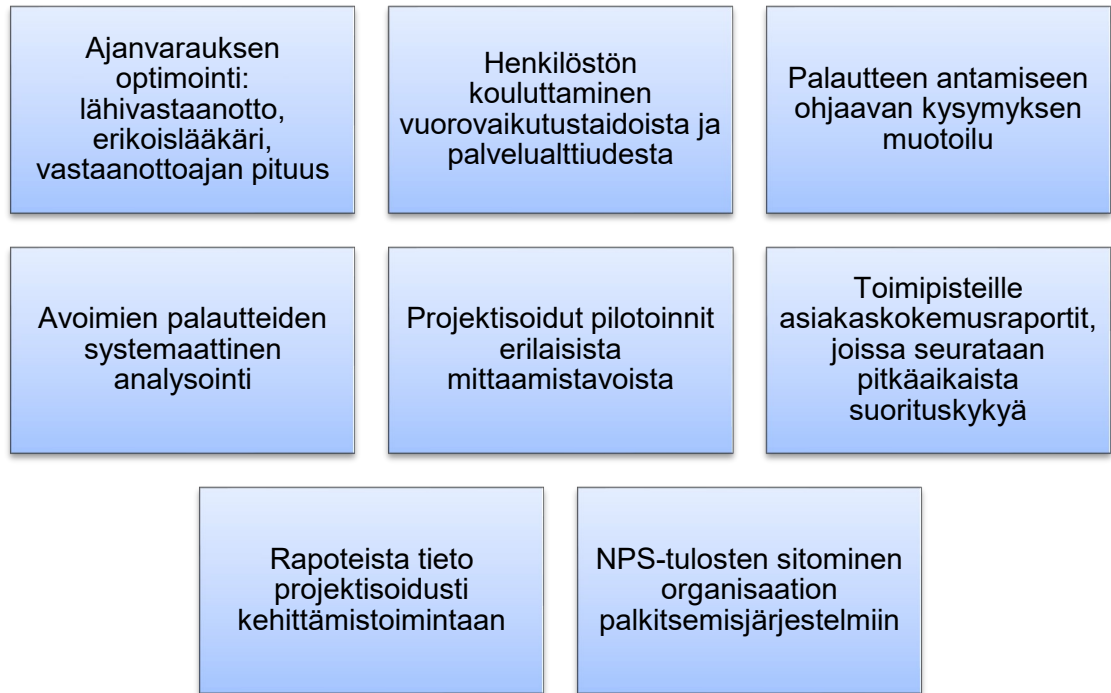 Ajanvarauksen
optimointi:
lähivastaanotto,
erikoislääkäri,
vastaanottoajan pituus
Henkilöstön
kouluttaminen
vuorovaikutustaidoista ja
palvelualttiudesta
Palautteen antamiseen
ohjaavan kysymyksen
muotoilu
Avoimien palautteiden
systemaattinen
analysointi
Projektisoidut pilotoinnit
erilaisista
mittaamistavoista
Toimipisteille
asiakaskokemusraportit,
joissa seurataan
pitkäaikaista
suorituskykyä
Rapoteista tieto
projektisoidusti
kehittämistoimintaan
NPS-tulosten sitominen
organisaation
palkitsemisjärjestelmiin